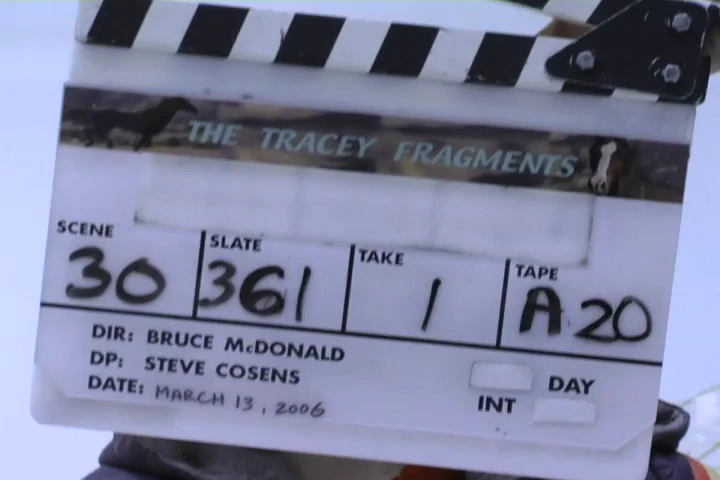 THE TRACEY FRAGMENTS
SCENE SLATE TAKE TAPE
30 361 1 A20
DIR: BRUCE McDONALD
DP: STEVE COSENS
DAY
DATE: MARCH 13, 2006
INT